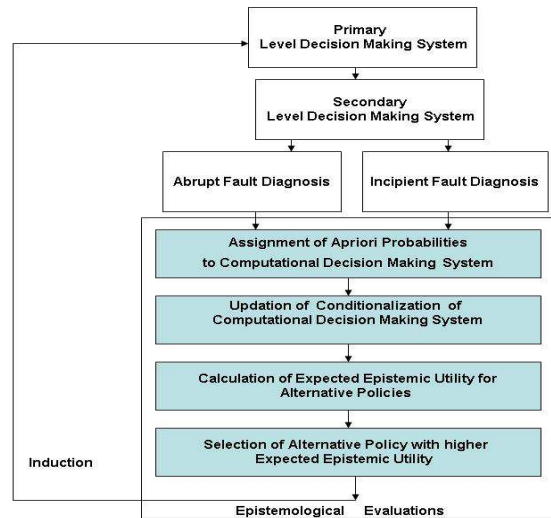 Primary
Level Decision Making System
Secondary
Level Decision Making System
Abrupt Fault Diagnosis
Incipient Fault Diagnosis
Assignment of Apriori Probabilities
to Computational Decision Making System
Updation of Conditionalization of
Computational Decision Making System
Calculation of Expected Epistemic Utility for
Alternative Policies
Selection of Alternative Policy with higher
Expected Epistemic Utility
Induction
Epistemological Evaluations